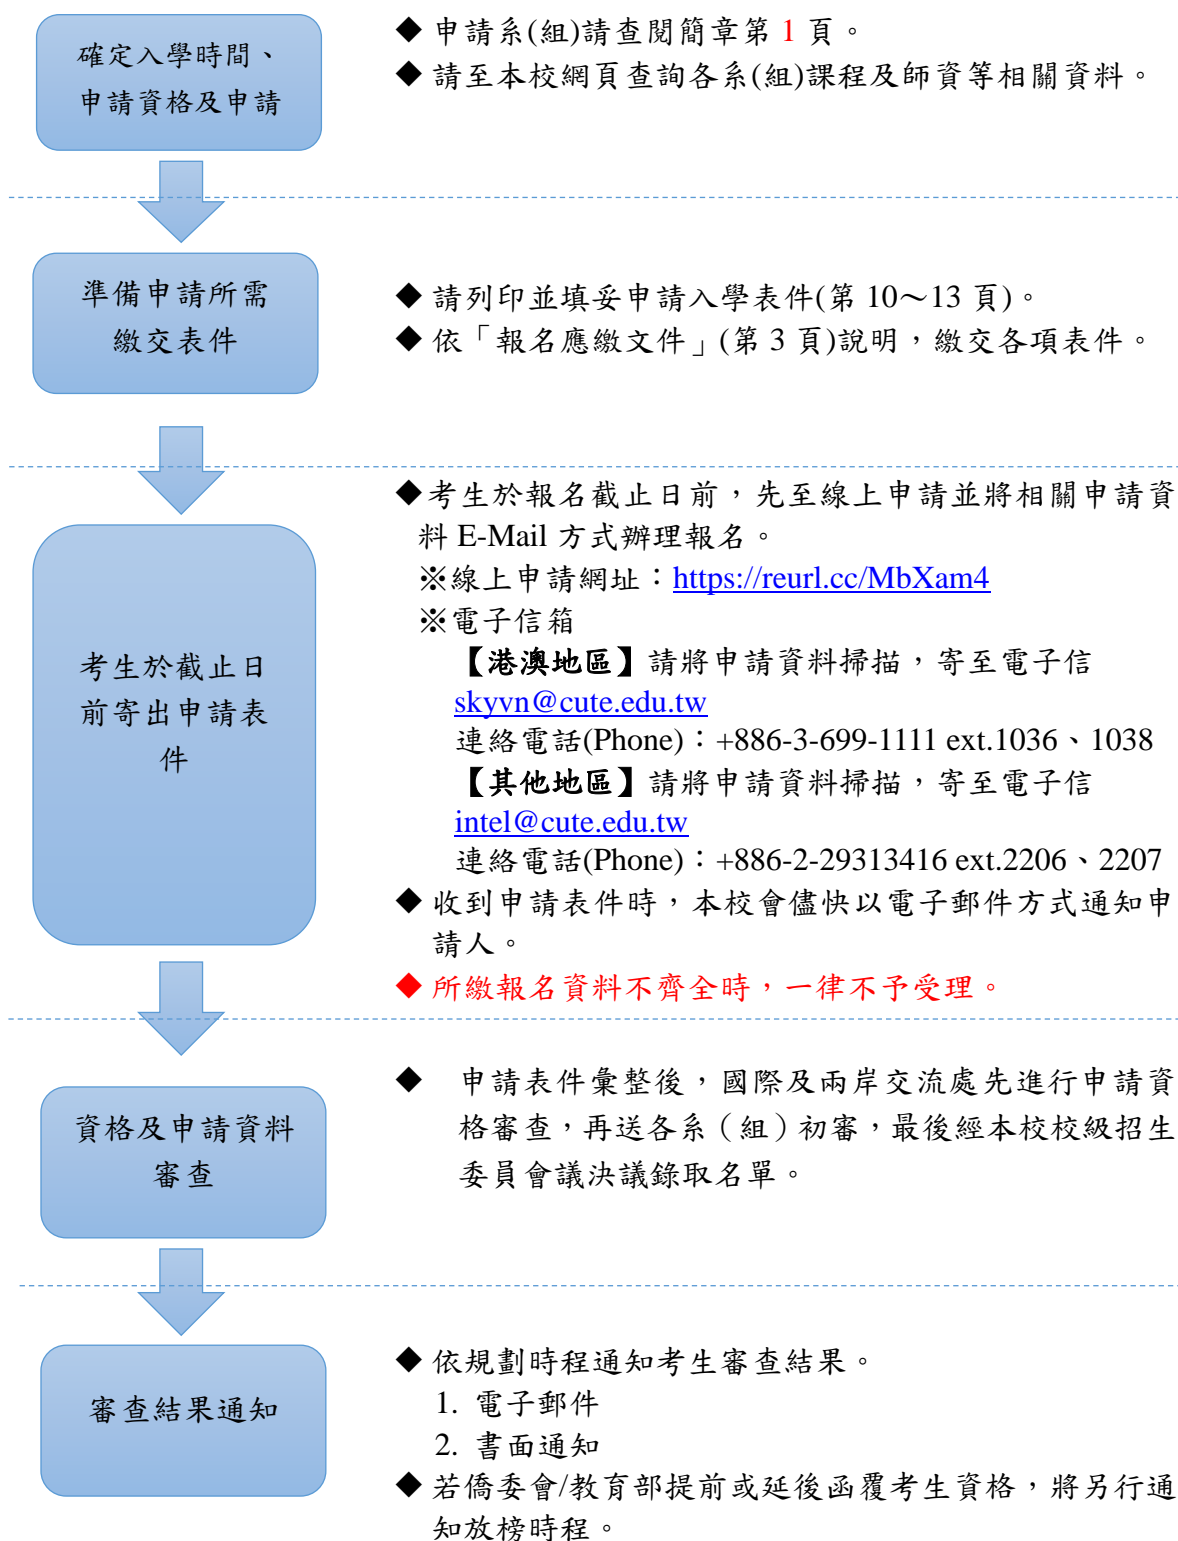 確定入學時間、
申請資格及申請
◆ 申請系(組)請查閱簡章第 1 頁。
◆ 請至本校網頁查詢各系(組)課程及師資等相關資料。
準備申請所需
繳交表件
◆ 請列印並填妥申請入學表件(第 10～13 頁)。
◆ 依「報名應繳文件」(第 3 頁)說明，繳交各項表件。
考生於截止日
前寄出申請表
件
◆考生於報名截止日前，先至線上申請並將相關申請資
料 E-Mail 方式辦理報名。
※線上申請網址：https://reurl.cc/MbXam4
※電子信箱
【港澳地區】請將申請資料掃描，寄至電子信
skyvn@cute.edu.tw
連絡電話(Phone)：+886-3-699-1111 ext.1036、1038
【其他地區】請將申請資料掃描，寄至電子信
intel@cute.edu.tw
連絡電話(Phone)：+886-2-29313416 ext.2206、2207
◆ 收到申請表件時，本校會儘快以電子郵件方式通知申
請人。
◆ 所繳報名資料不齊全時，一律不予受理。
資格及申請資料
審查
◆ 申請表件彙整後，國際及兩岸交流處先進行申請資
格審查，再送各系（組）初審，最後經本校校級招生
委員會議決議錄取名單。
審查結果通知
◆ 依規劃時程通知考生審查結果。
1. 電子郵件
2. 書面通知
◆ 若僑委會/教育部提前或延後函覆考生資格，將另行通
知放榜時程。